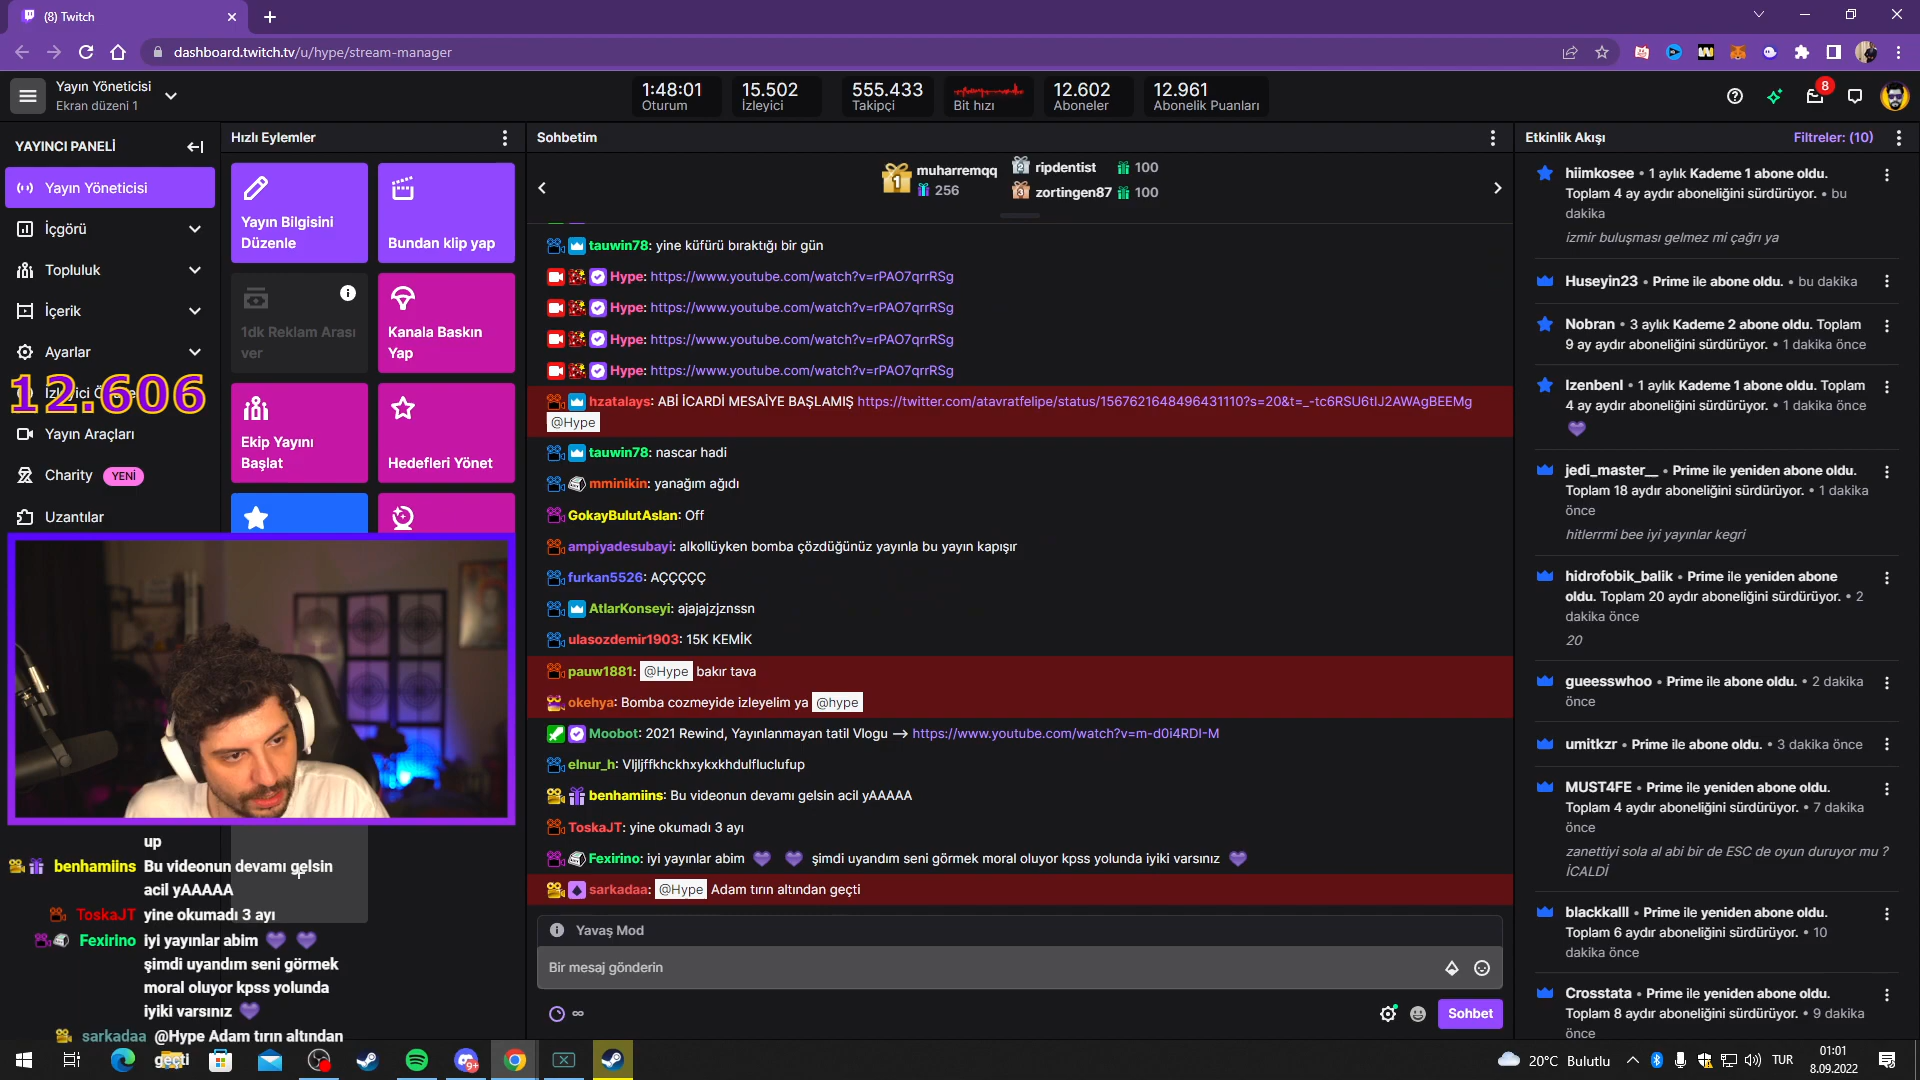 (8) Twitch
dashboard.twitch.tv/u/hype/stream-manager
Yayın Yöneticisi
Ekran düzeni 1
1:48:01
Oturum
15.502
İzleyici
555.433
Takipçi
Bit hızı
12.602
Aboneler
12.961
Abonelik Puanları
8
YAYINCI PANELİ
Yayın Yöneticisi
İçgörü
Topluluk
İçerik
Ayarlar
12.606
Yayın Araçları
Charity YENİ
Uzantılar
Hızlı Eylemler
Yayın Bilgisini
Düzenle
Bundan klip yap
1dk Reklam Arası
ver
Kanala Baskın
Yap
Ekip Yayını
Başlat
Hedefleri Yönet
Sohbetim
1 muharremqq
256
2 ripdentist 100
3 zortingen87 100
tauwin78: yine küfürü bıraktığı bir gün
Hype: https://www.youtube.com/watch?v=rPAO7qrrRSg
Hype: https://www.youtube.com/watch?v=rPAO7qrrRSg
Hype: https://www.youtube.com/watch?v=rPAO7qrrRSg
Hype: https://www.youtube.com/watch?v=rPAO7qrrRSg
hzatalays: ABİ İCARDİ MESAİYE BAŞLAMIŞ https://twitter.com/atavratfelipe/status/1567621648496431110?s=20&t=_-tc6RSU6tIJ2AWAgBEEMg
@Hype
tauwin78: nascar hadi
mminikin: yanağım ağıdı
GokayBulutAslan: Off
ampiyadesubayi: alkollüyken bomba çözdüğünüz yayınla bu yayın kapışır
furkan5526: AÇÇÇÇÇ
AtlarKonseyi: ajajajzjznssn
ulasozdemir1903: 15K KEMİK
pauw1881: @Hype bakır tava
okehya: Bomba cozmeyide izleyelim ya @hype
Moobot: 2021 Rewind, Yayınlanmayan tatil Vlogu —> https://www.youtube.com/watch?v=m-d0i4RDI-M
elnur_h: Vljljffkhckhxykxkhdulfluclufup
benhamiins: Bu videonun devamı gelsin acil yAAAAA
ToskaJT: yine okumadı 3 ayı
Fexirino: iyi yayınlar abim şimdi uyandım seni görmek moral oluyor kpss yolunda iyiki varsınız
sarkadaa: @Hype Adam tırın altından geçti
Yavaş Mod
Bir mesaj gönderin
Sohbet
Etkinlik Akışı
Filtreler: (10)
hiimkosee • 1 aylık Kademe 1 abone oldu.
Toplam 4 ay aydır aboneliğini sürdürüyor. • bu
dakika
izmir buluşması gelmez mi çağrı ya
Huseyin23 • Prime ile abone oldu. • bu dakika
Nobran • 3 aylık Kademe 2 abone oldu. Toplam
9 ay aydır aboneliğini sürdürüyor. • 1 dakika önce
Izenbenl • 1 aylık Kademe 1 abone oldu. Toplam
4 ay aydır aboneliğini sürdürüyor. • 1 dakika önce
jedi_master__ • Prime ile yeniden abone oldu.
Toplam 18 aydır aboneliğini sürdürüyor. • 1 dakika
önce
hitlerrmi bee iyi yayınlar kegri
hidrofobik_balik • Prime ile yeniden abone
oldu. Toplam 20 aydır aboneliğini sürdürüyor. • 2
dakika önce
20
gueesswhoo • Prime ile abone oldu. • 2 dakika
önce
umitkzr • Prime ile abone oldu. • 3 dakika önce
MUST4FE • Prime ile yeniden abone oldu.
Toplam 4 aydır aboneliğini sürdürüyor. • 7 dakika
önce
zanettiyi sola al abi bir de ESC de oyun duruyor mu ?
İCALDİ
blackkalll • Prime ile yeniden abone oldu.
Toplam 6 aydır aboneliğini sürdürüyor. • 10
dakika önce
Crosstata • Prime ile yeniden abone oldu.
Toplam 8 aydır aboneliğini sürdürüyor. • 9 dakika
önce
up
benhamiins Bu videonun devamı gelsin
acil yAAAAA
ToskaJT yine okumadı 3 ayı
Fexirino iyi yayınlar abim
şimdi uyandım seni görmek
moral oluyor kpss yolunda
iyiki varsınız
sarkadaa @Hype Adam tırın altından
geçti
9+
20°C Bulutlu
TUR
01:01
8.09.2022